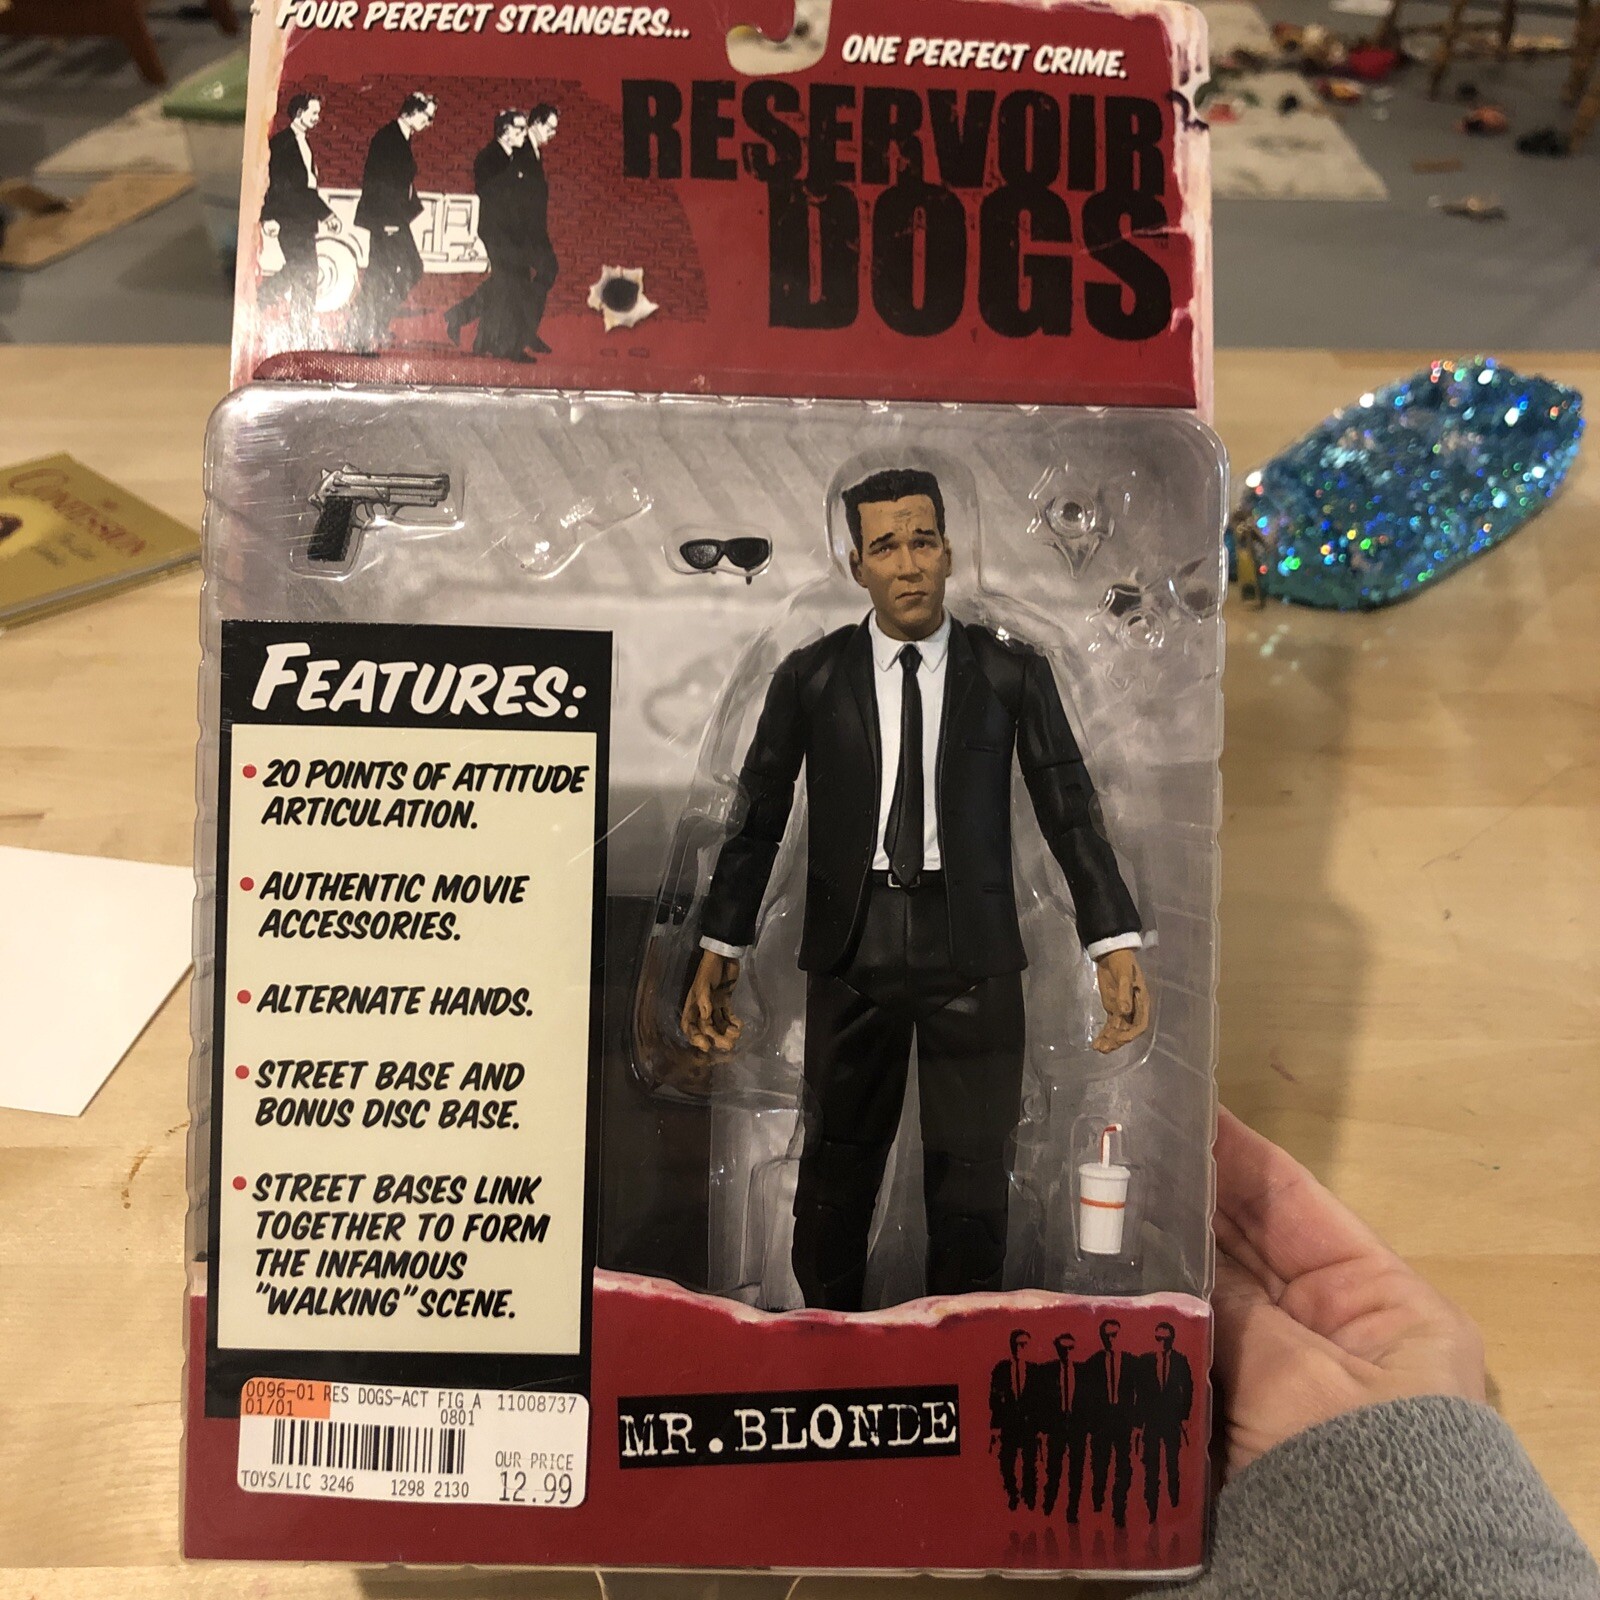 FOUR PERFECT STRANGERS...
ONE PERFECT CRIME.
RESERVOIR
DOGS
TM
CONFESSION
FEATURES:
• 20 POINTS OF ATTITUDE
ARTICULATION.
• AUTHENTIC MOVIE
ACCESSORIES.
• ALTERNATE HANDS.
• STREET BASE AND
BONUS DISC BASE.
• STREET BASES LINK
TOGETHER TO FORM
THE INFAMOUS
"WALKING" SCENE.
0096-01 RES DOGS-ACT FIG A 11008737
01/01 0801
OUR PRICE
TOYS/LIC 3246 1298 2130 12.99
MR.BLONDE